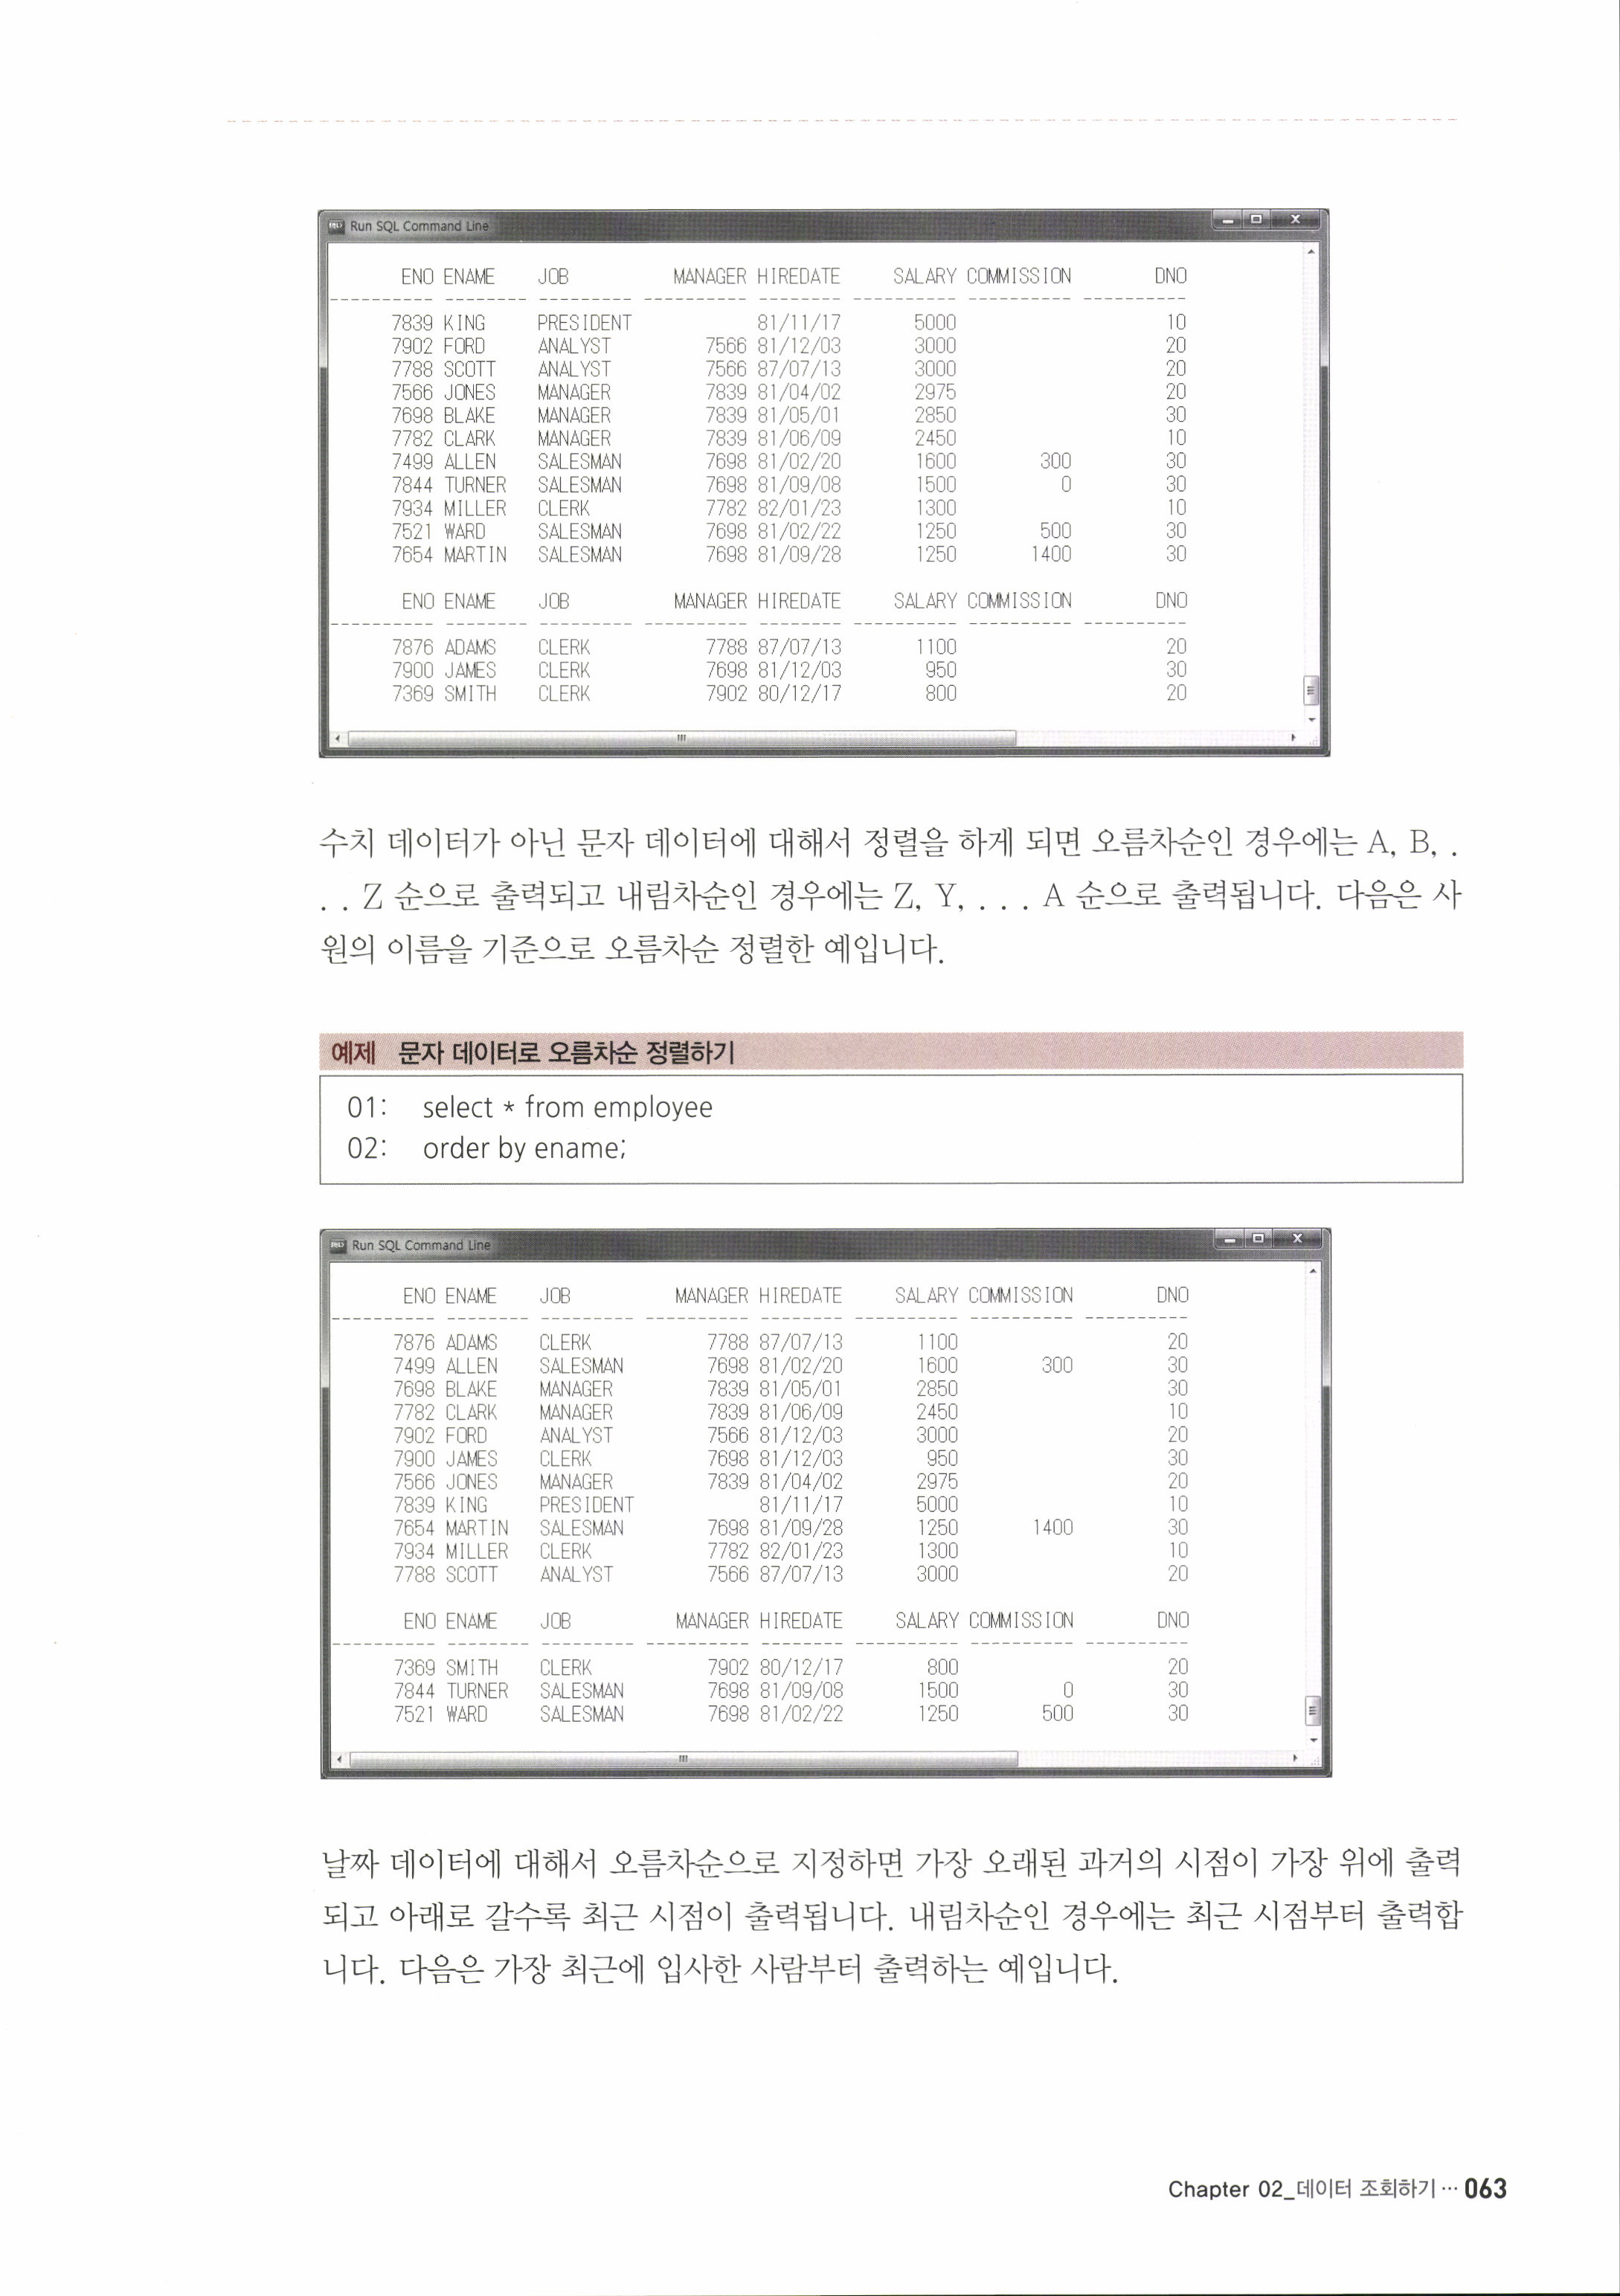 Run SQL Command Line
ENO ENAME JOB MANAGER HIREDATE SALARY COMMISSION DNO
---------- ---------- --------- ---------- -------- ---------- ---------- ----------
7839 KING PRESIDENT 81/11/17 5000 10
7902 FORD ANALYST 7566 81/12/03 3000 20
7788 SCOTT ANALYST 7566 87/07/13 3000 20
7566 JONES MANAGER 7839 81/04/02 2975 20
7698 BLAKE MANAGER 7839 81/05/01 2850 30
7782 CLARK MANAGER 7839 81/06/09 2450 10
7499 ALLEN SALESMAN 7698 81/02/20 1600 300 30
7844 TURNER SALESMAN 7698 81/09/08 1500 0 30
7934 MILLER CLERK 7782 82/01/23 1300 10
7521 WARD SALESMAN 7698 81/02/22 1250 500 30
7654 MARTIN SALESMAN 7698 81/09/28 1250 1400 30
ENO ENAME JOB MANAGER HIREDATE SALARY COMMISSION DNO
---------- ---------- --------- ---------- -------- ---------- ---------- ----------
7876 ADAMS CLERK 7788 87/07/13 1100 20
7900 JAMES CLERK 7698 81/12/03 950 30
7369 SMITH CLERK 7902 80/12/17 800 20
수치 데이터가 아닌 문자 데이터에 대해서 정렬을 하게 되면 오름차순인 경우에는 A, B, .
. . Z 순으로 출력되고 내림차순인 경우에는 Z, Y, . . . A 순으로 출력됩니다. 다음은 사
원의 이름을 기준으로 오름차순 정렬한 예입니다.
예제 문자 데이터로 오름차순 정렬하기
01: select * from employee
02: order by ename;
Run SQL Command Line
ENO ENAME JOB MANAGER HIREDATE SALARY COMMISSION DNO
---------- ---------- --------- ---------- -------- ---------- ---------- ----------
7876 ADAMS CLERK 7788 87/07/13 1100 20
7499 ALLEN SALESMAN 7698 81/02/20 1600 300 30
7698 BLAKE MANAGER 7839 81/05/01 2850 30
7782 CLARK MANAGER 7839 81/06/09 2450 10
7902 FORD ANALYST 7566 81/12/03 3000 20
7900 JAMES CLERK 7698 81/12/03 950 30
7566 JONES MANAGER 7839 81/04/02 2975 20
7839 KING PRESIDENT 81/11/17 5000 10
7654 MARTIN SALESMAN 7698 81/09/28 1250 1400 30
7934 MILLER CLERK 7782 82/01/23 1300 10
7788 SCOTT ANALYST 7566 87/07/13 3000 20
ENO ENAME JOB MANAGER HIREDATE SALARY COMMISSION DNO
---------- ---------- --------- ---------- -------- ---------- ---------- ----------
7369 SMITH CLERK 7902 80/12/17 800 20
7844 TURNER SALESMAN 7698 81/09/08 1500 0 30
7521 WARD SALESMAN 7698 81/02/22 1250 500 30
날짜 데이터에 대해서 오름차순으로 지정하면 가장 오래된 과거의 시점이 가장 위에 출력
되고 아래로 갈수록 최근 시점이 출력됩니다. 내림차순인 경우에는 최근 시점부터 출력합
니다. 다음은 가장 최근에 입사한 사람부터 출력하는 예입니다.
Chapter 02_데이터 조회하기 ··· 063